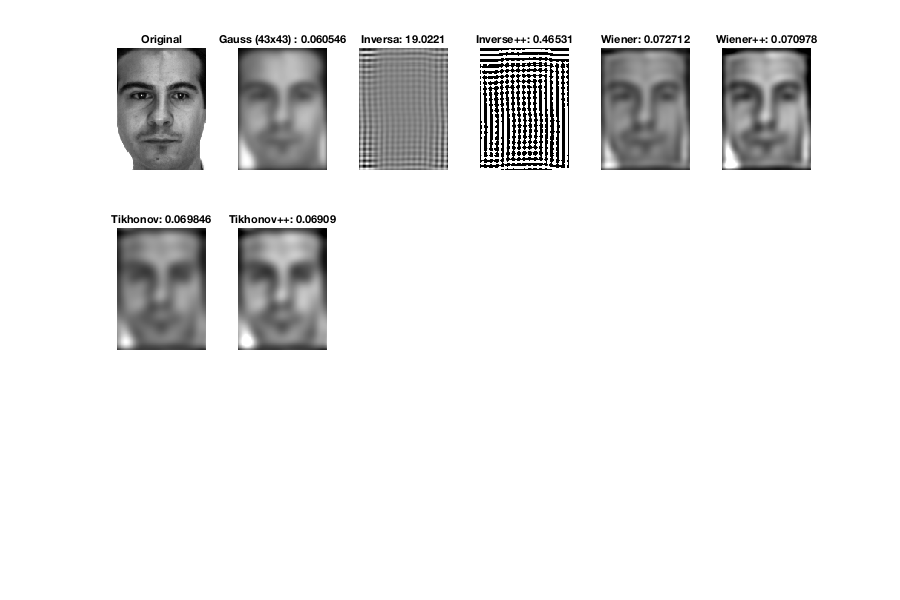 Original
Gauss (43x43) : 0.060546
Inversa: 19.0221
Inverse++: 0.46531
Wiener: 0.072712
Wiener++: 0.070978
Tikhonov: 0.069846
Tikhonov++: 0.06909